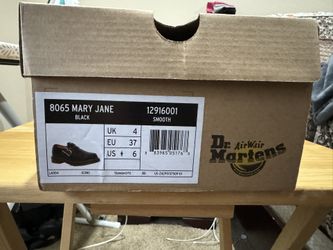 8065 MARY JANE 12916001
BLACK SMOOTH
UK 4
EU 37
US 6
Dr.
AirWair
Martens